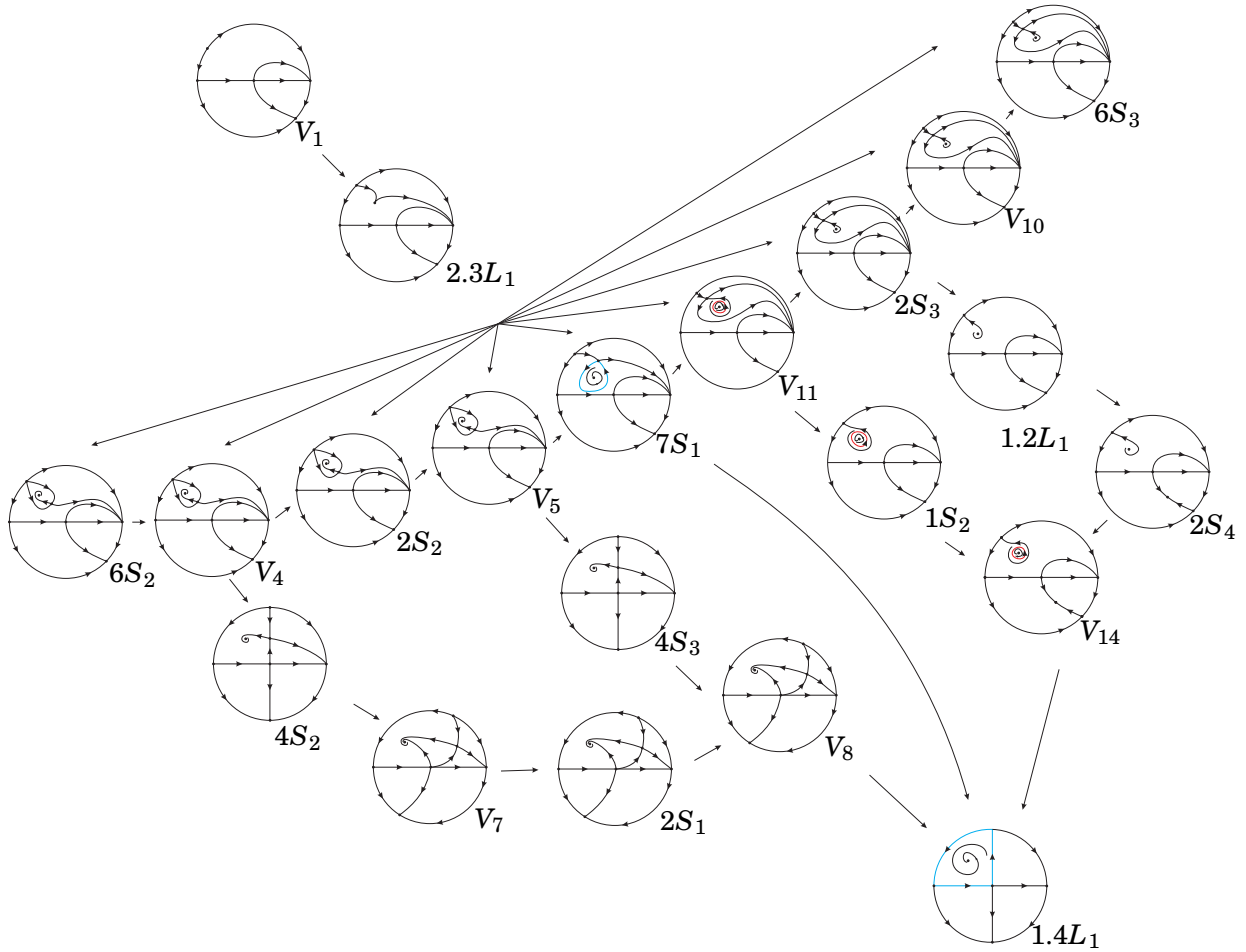 V₁
2.3L₁
6S₃
V₁₀
2S₃
V₁₁
7S₁
V₅
2S₂
V₄
6S₂
1.2L₁
1S₂
2S₄
V₁₄
4S₃
4S₂
V₈
V₇
2S₁
1.4L₁